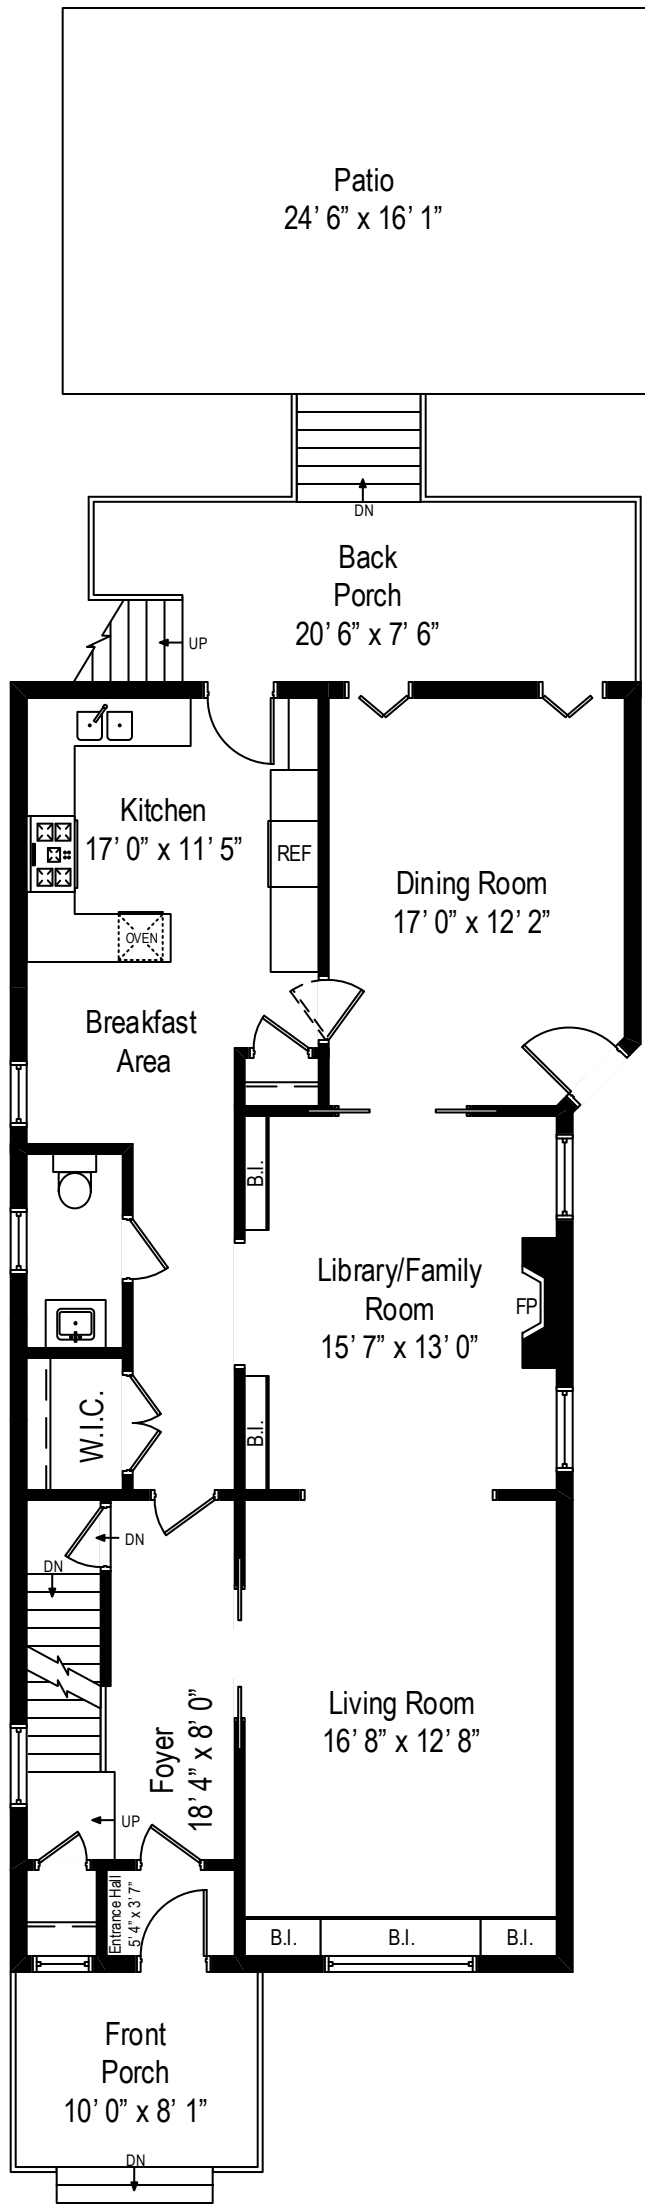 Patio
24’ 6” x 16’ 1”
DN
Back
Porch
20’ 6” x 7’ 6”
UP
Kitchen
17’ 0” x 11’ 5”
REF
OVEN
Dining Room
17’ 0” x 12’ 2”
Breakfast
Area
B.I.
Library/Family
Room
15’ 7” x 13’ 0”
FP
B.I.
W.I.C.
DN
DN
Living Room
16’ 8” x 12’ 8”
Foyer
18’ 4” x 8’ 0”
UP
Entrance Hall
5’ 4” x 3’ 7”
B.I.
B.I.
B.I.
Front
Porch
10’ 0” x 8’ 1”
DN